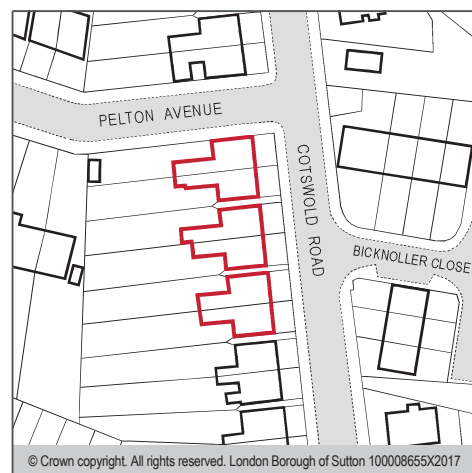 PELTON AVENUE
COTSWOLD ROAD
BICKNOLLER CLOSE
© Crown copyright. All rights reserved. London Borough of Sutton 100008655X2017